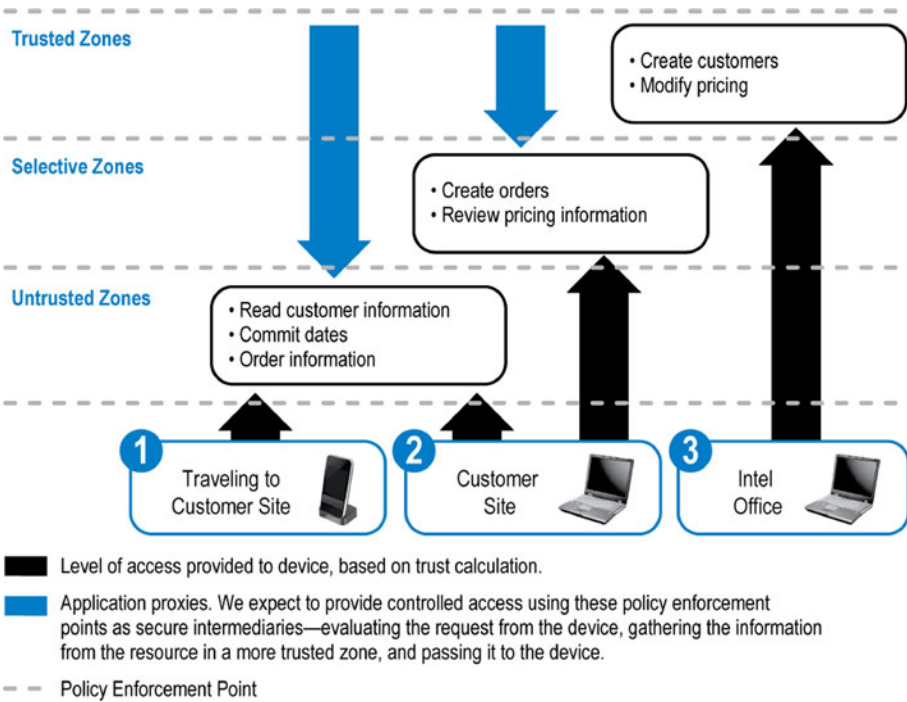 Trusted Zones
• Create customers
• Modify pricing
Selective Zones
• Create orders
• Review pricing information
Untrusted Zones
• Read customer information
• Commit dates
• Order information
1
Traveling to
Customer Site
2
Customer
Site
3
Intel
Office
Level of access provided to device, based on trust calculation.
Application proxies. We expect to provide controlled access using these policy enforcement
points as secure intermediaries—evaluating the request from the device, gathering the information
from the resource in a more trusted zone, and passing it to the device.
Policy Enforcement Point